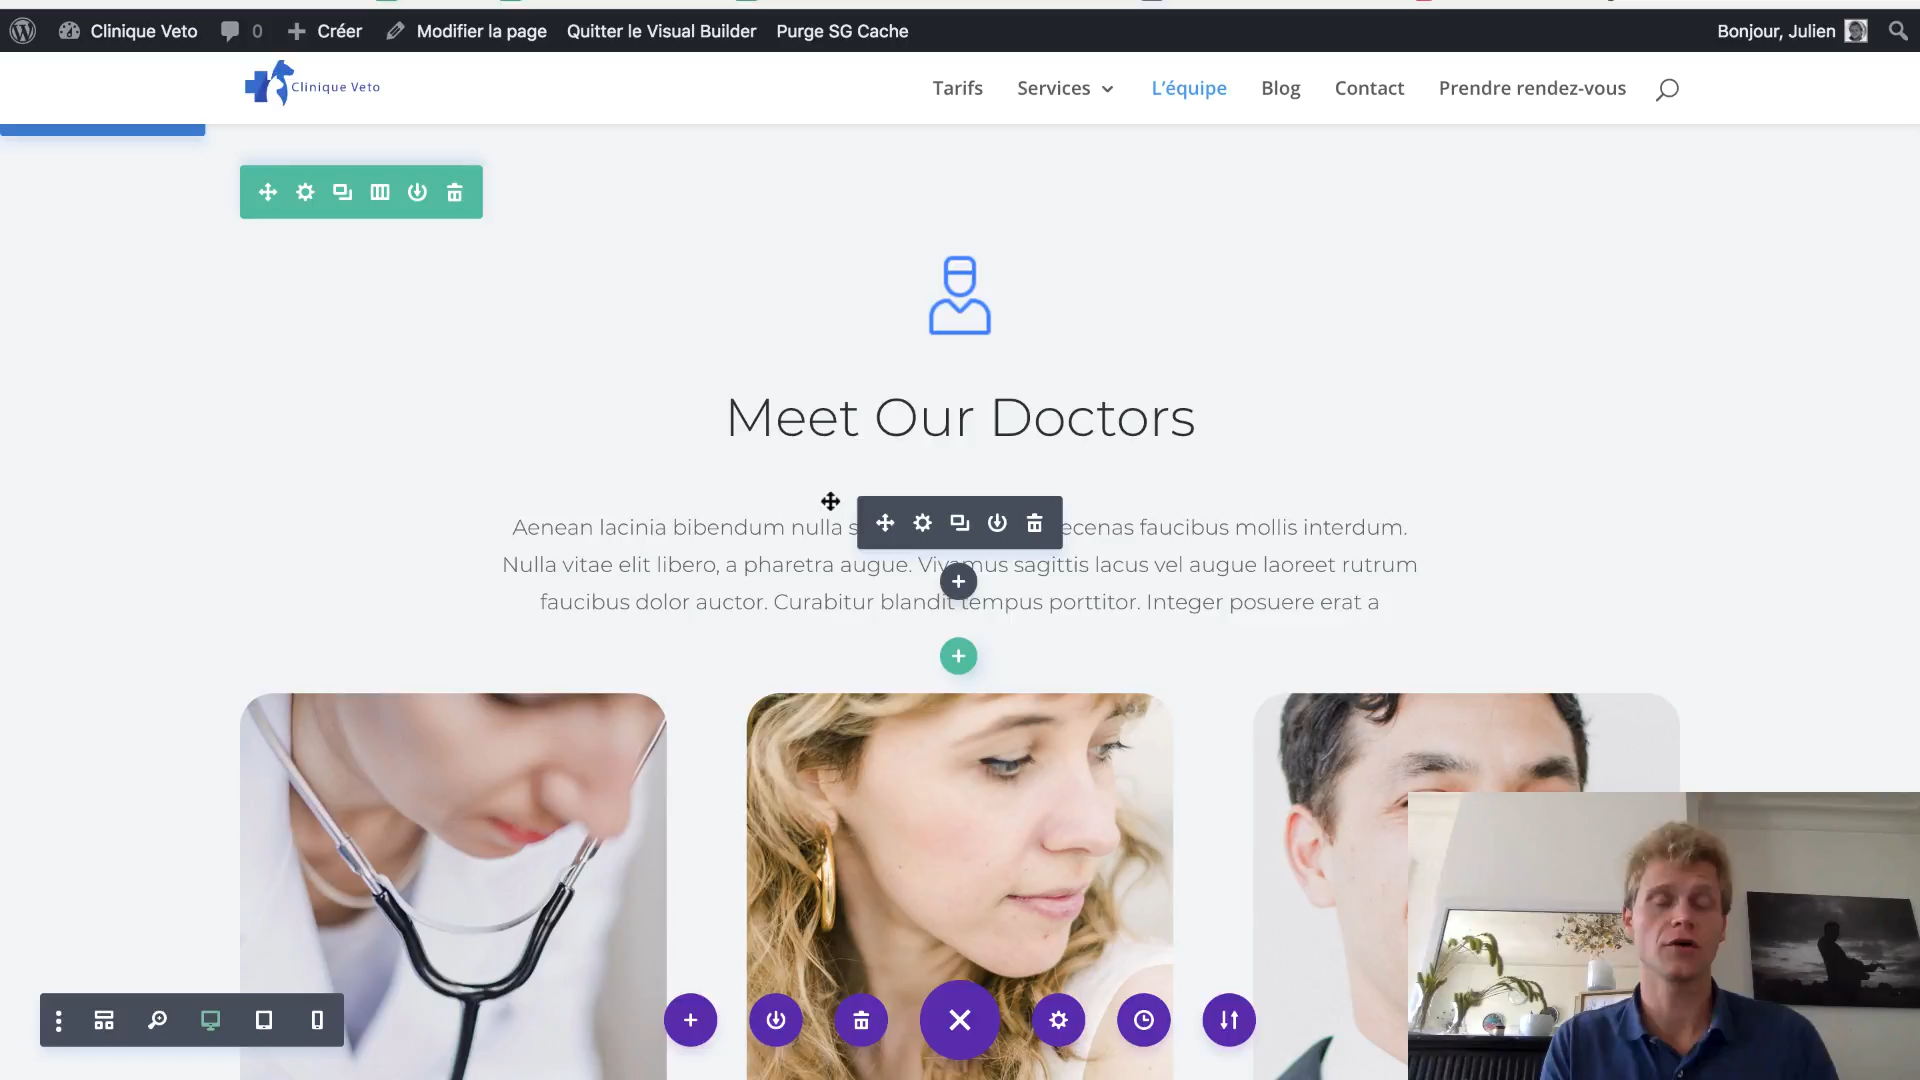 Clinique Veto 0 Créer Modifier la page Quitter le Visual Builder Purge SG Cache Bonjour, Julien
Clinique Veto Tarifs Services L'équipe Blog Contact Prendre rendez-vous
Meet Our Doctors
Aenean lacinia bibendum nulla s ecenas faucibus mollis interdum.
Nulla vitae elit libero, a pharetra augue. Vivamus sagittis lacus vel augue laoreet rutrum
faucibus dolor auctor. Curabitur blandit tempus porttitor. Integer posuere erat a